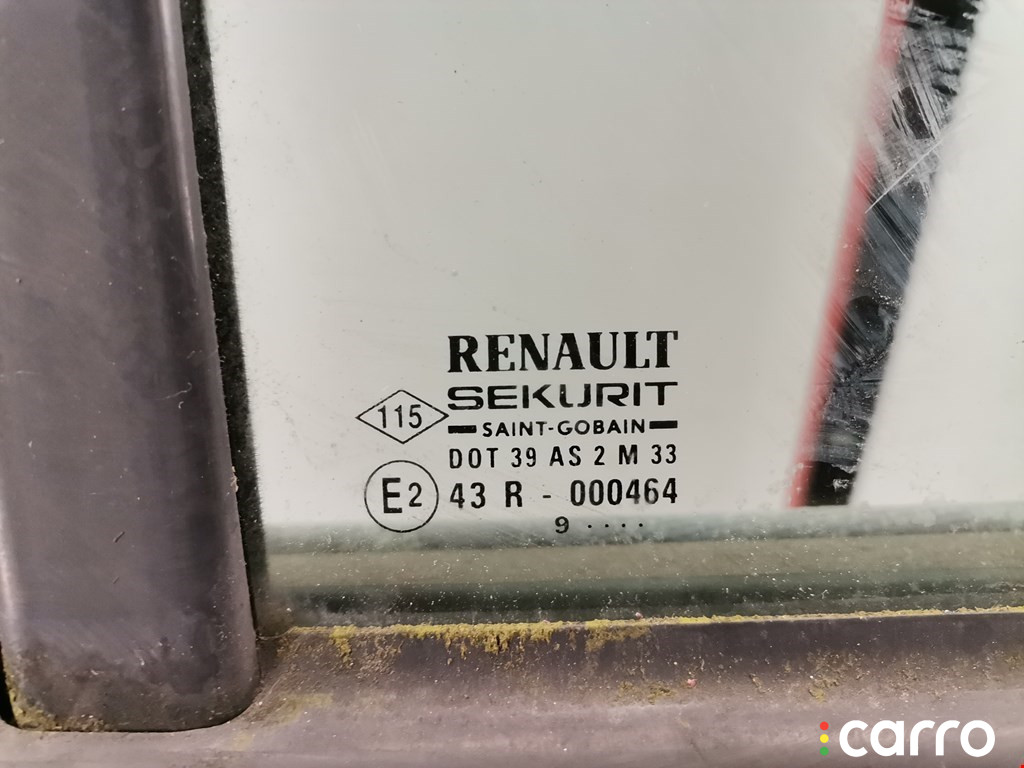 RENAULT
SEKURIT
115
SAINT-GOBAIN
DOT 39 AS 2 M 33
E2 43 R - 000464
9 ....
carro